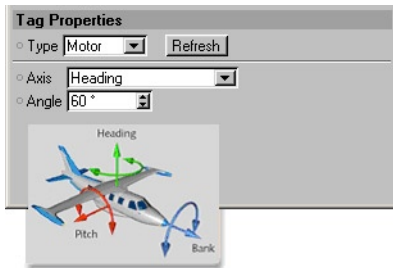 Tag Properties
Type Motor Refresh
Axis Heading
Angle 60 °
Heading
Pitch
Bank